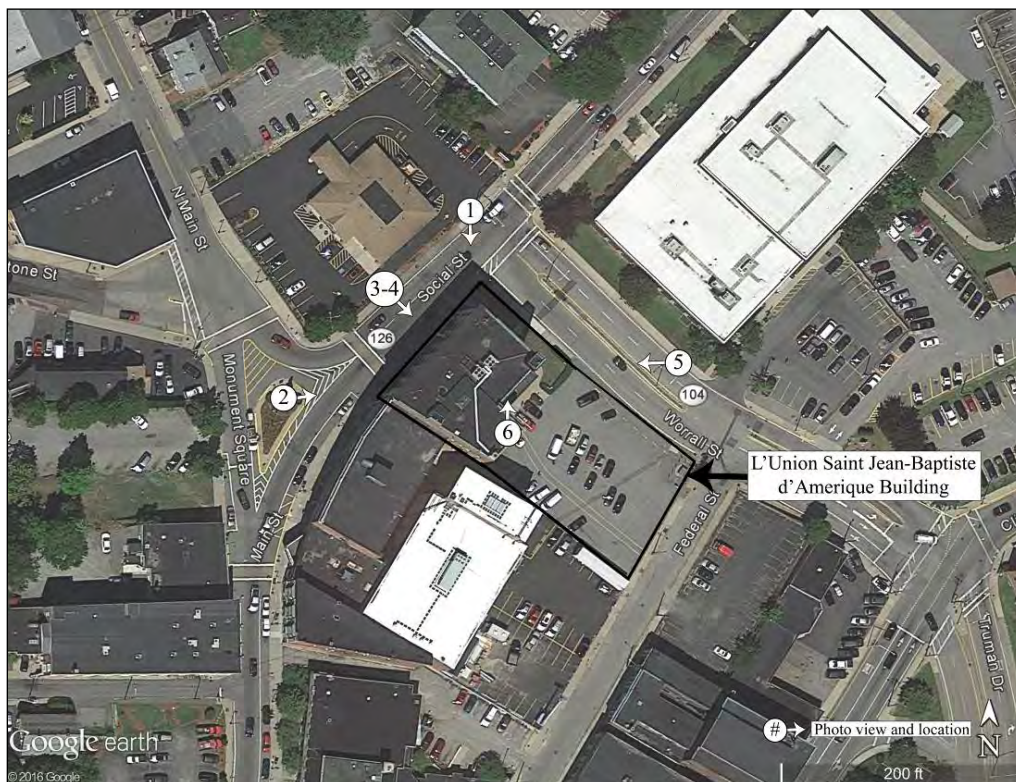 N Main St
1
tone St
Social St
3-4
126
5
104
2
6
Monument Square
Worrall St
L'Union Saint Jean-Baptiste
d'Amerique Building
Main St
Federal St
Cl
Truman Dr
# Photo view and location
N
Google earth
© 2016 Google
200 ft